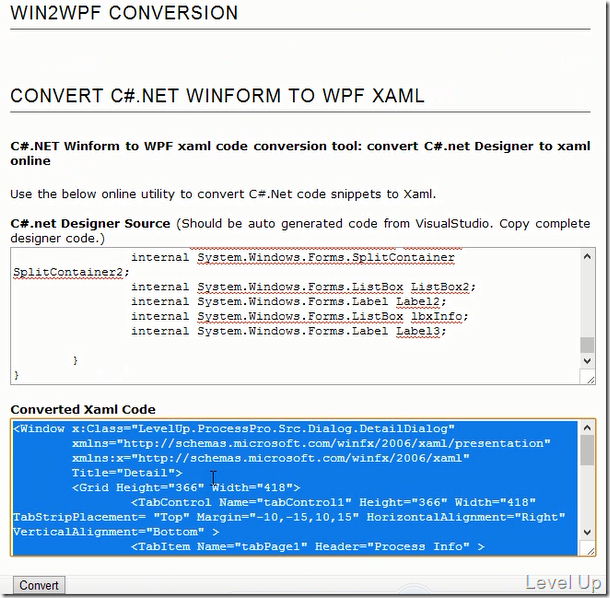 WIN2WPF CONVERSION
CONVERT C#.NET WINFORM TO WPF XAML
C#.NET Winform to WPF xaml code conversion tool: convert C#.net Designer to xaml
online
Use the below online utility to convert C#.Net code snippets to Xaml.
C#.net Designer Source (Should be auto generated code from VisualStudio. Copy complete
designer code.)
internal System.Windows.Forms.SplitContainer
SplitContainer2;
internal System.Windows.Forms.ListBox ListBox2;
internal System.Windows.Forms.Label Label2;
internal System.Windows.Forms.ListBox lbxInfo;
internal System.Windows.Forms.Label Label3;
}
}
Converted Xaml Code
<Window x:Class="LevelUp.ProcessPro.Src.Dialog.DetailDialog"
xmlns="http://schemas.microsoft.com/winfx/2006/xaml/presentation"
xmlns:x="http://schemas.microsoft.com/winfx/2006/xaml"
Title="Detail">
<Grid Height="366" Width="418">
<TabControl Name="tabControl1" Height="366" Width="418"
TabStripPlacement= "Top" Margin="-10,-15,10,15" HorizontalAlignment="Right"
VerticalAlignment="Bottom" >
<TabItem Name="tabPage1" Header="Process Info" >
Convert
Level Up